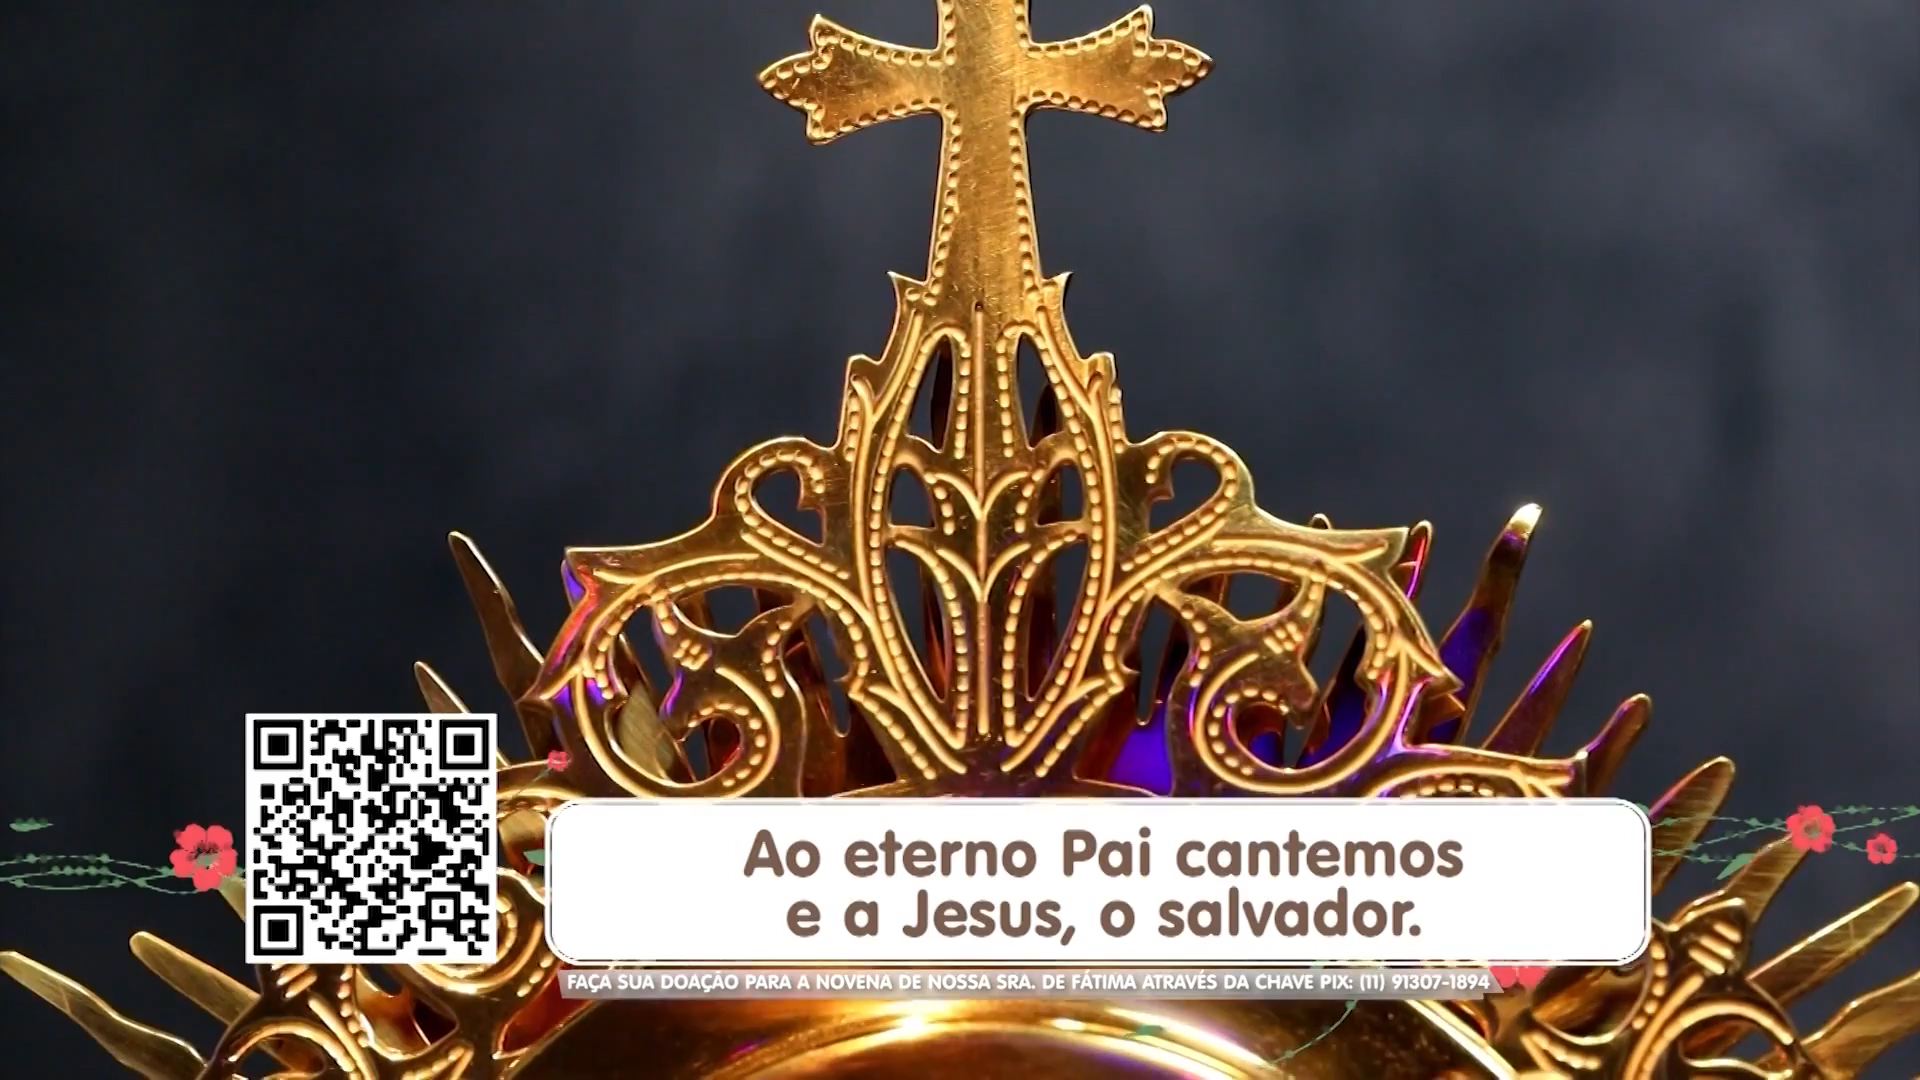 Ao eterno Pai cantemos
e a Jesus, o salvador.
FAÇA SUA DOAÇÃO PARA A NOVENA DE NOSSA SRA. DE FÁTIMA ATRAVÉS DA CHAVE PIX: (11) 91307-1894